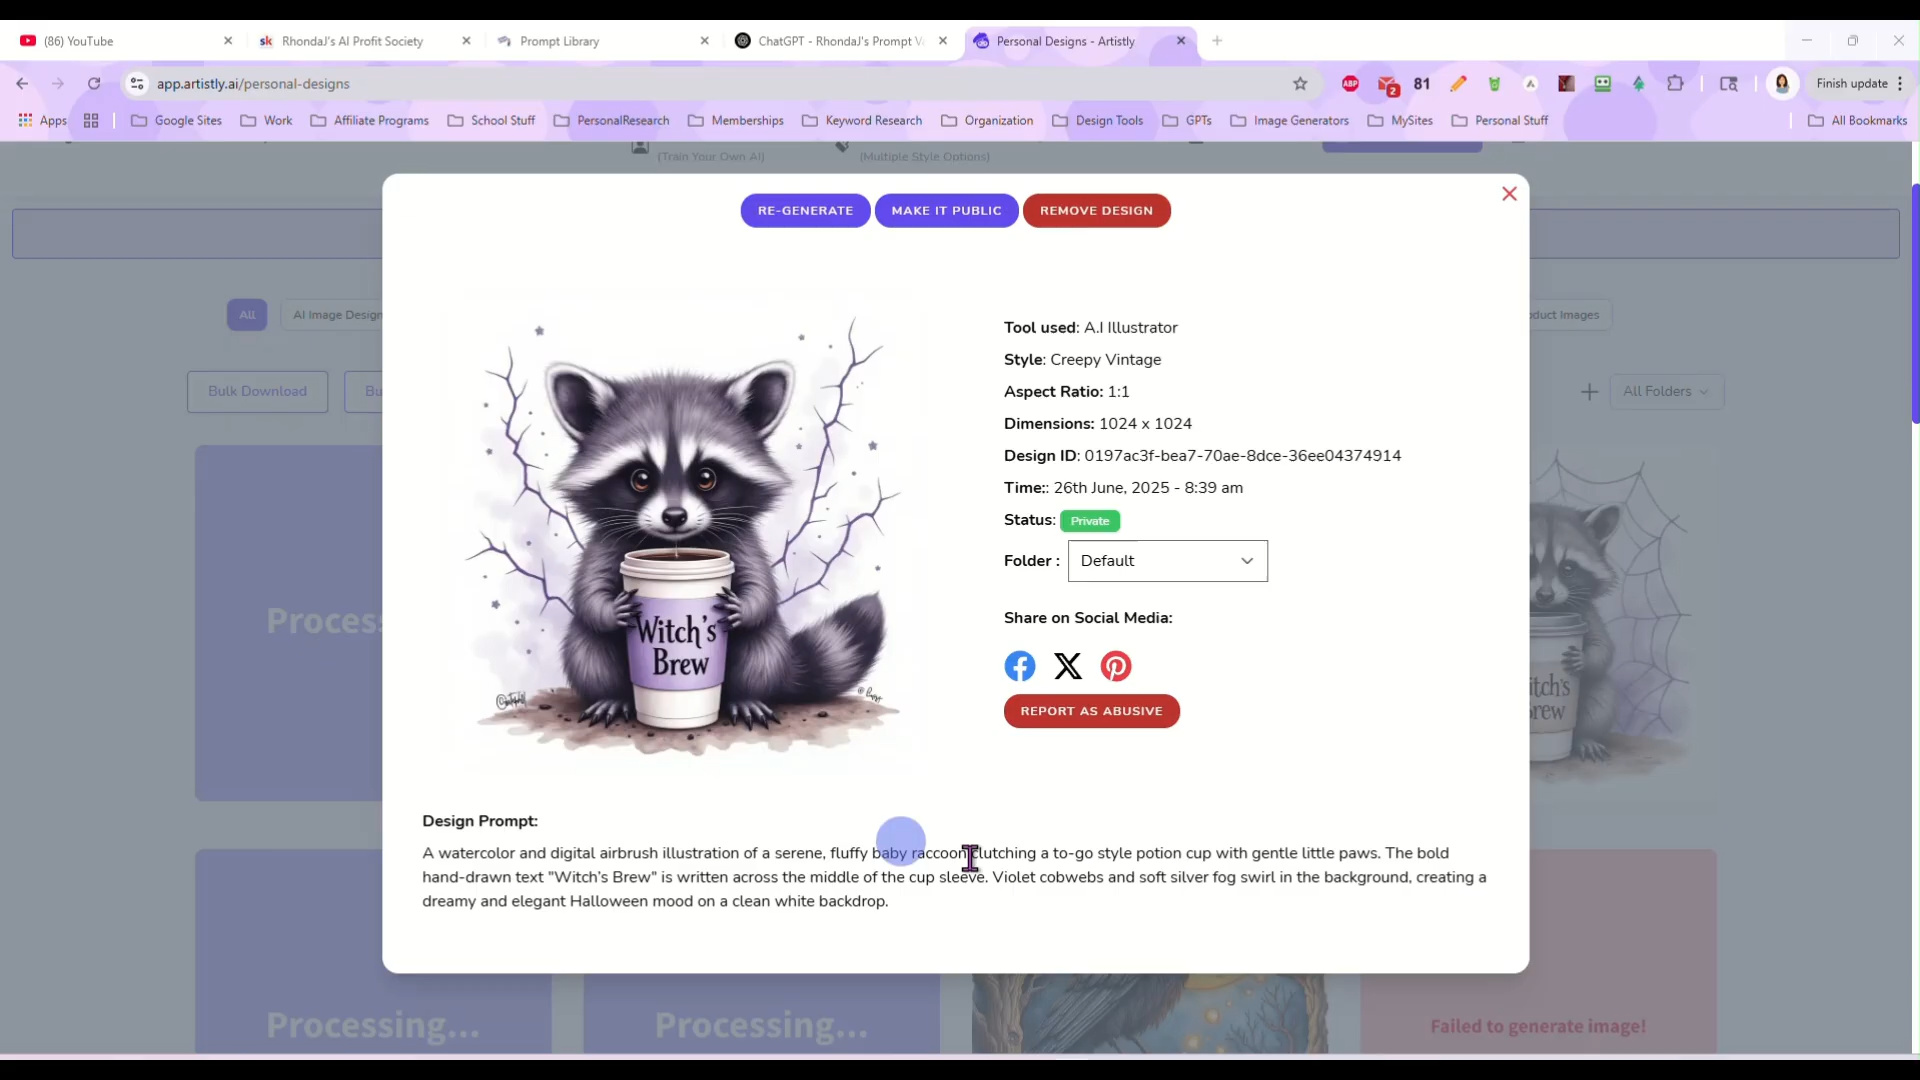 (86) YouTube
sk RhondaJ's AI Profit Society
Prompt Library
ChatGPT - RhondaJ's Prompt V
Personal Designs - Artistly
app.artistly.ai/personal-designs
ABP
2
81
Finish update
Apps
Google Sites
Work
Affiliate Programs
School Stuff
PersonalResearch
Memberships
Keyword Research
Organization
Design Tools
GPTs
Image Generators
MySites
Personal Stuff
All Bookmarks
(Train Your Own AI)
(Multiple Style Options)
RE-GENERATE
MAKE IT PUBLIC
REMOVE DESIGN
All
AI Image Design
oduct Images
Bulk Download
Bu
All Folders
Tool used: A.I Illustrator
Style: Creepy Vintage
Aspect Ratio: 1:1
Dimensions: 1024 x 1024
Design ID: 0197ac3f-bea7-70ae-8dce-36ee04374914
Time:: 26th June, 2025 - 8:39 am
Status: Private
Folder : Default
Share on Social Media:
REPORT AS ABUSIVE
Witch's
Brew
Process
itch's
rew
Design Prompt:
A watercolor and digital airbrush illustration of a serene, fluffy baby raccoon clutching a to-go style potion cup with gentle little paws. The bold
hand-drawn text "Witch's Brew" is written across the middle of the cup sleeve. Violet cobwebs and soft silver fog swirl in the background, creating a
dreamy and elegant Halloween mood on a clean white backdrop.
Processing...
Processing...
Failed to generate image!